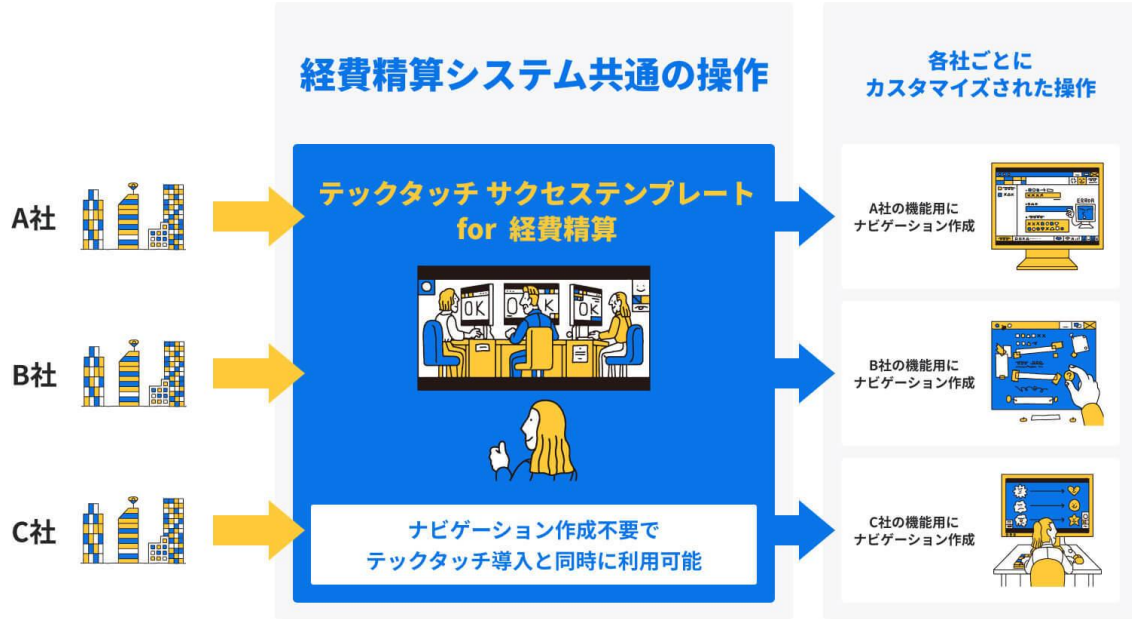 経費精算システム共通の操作
各社ごとに
カスタマイズされた操作
A社
B社
C社
テックタッチ サクセステンプレート
for 経費精算
OK
OK
OK
ナビゲーション作成不要で
テックタッチ導入と同時に利用可能
A社の機能用に
ナビゲーション作成
ERROR
B社の機能用に
ナビゲーション作成
C社の機能用に
ナビゲーション作成